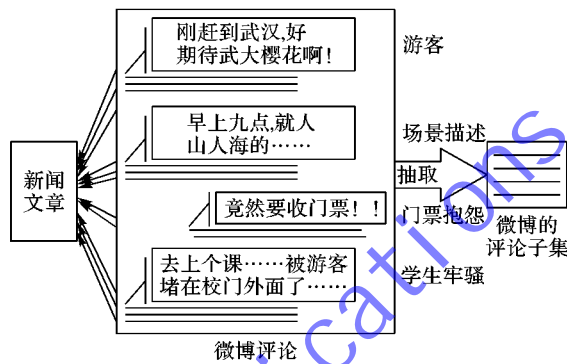 刚赶到武汉,好
期待武大樱花啊!
游客
早上九点,就人
山人海的……
场景描述
新闻
文章
抽取
竟然要收门票!!
门票抱怨
微博的
评论子集
去上个课……被游客
堵在校门外面了……
学生牢骚
微博评论
cations